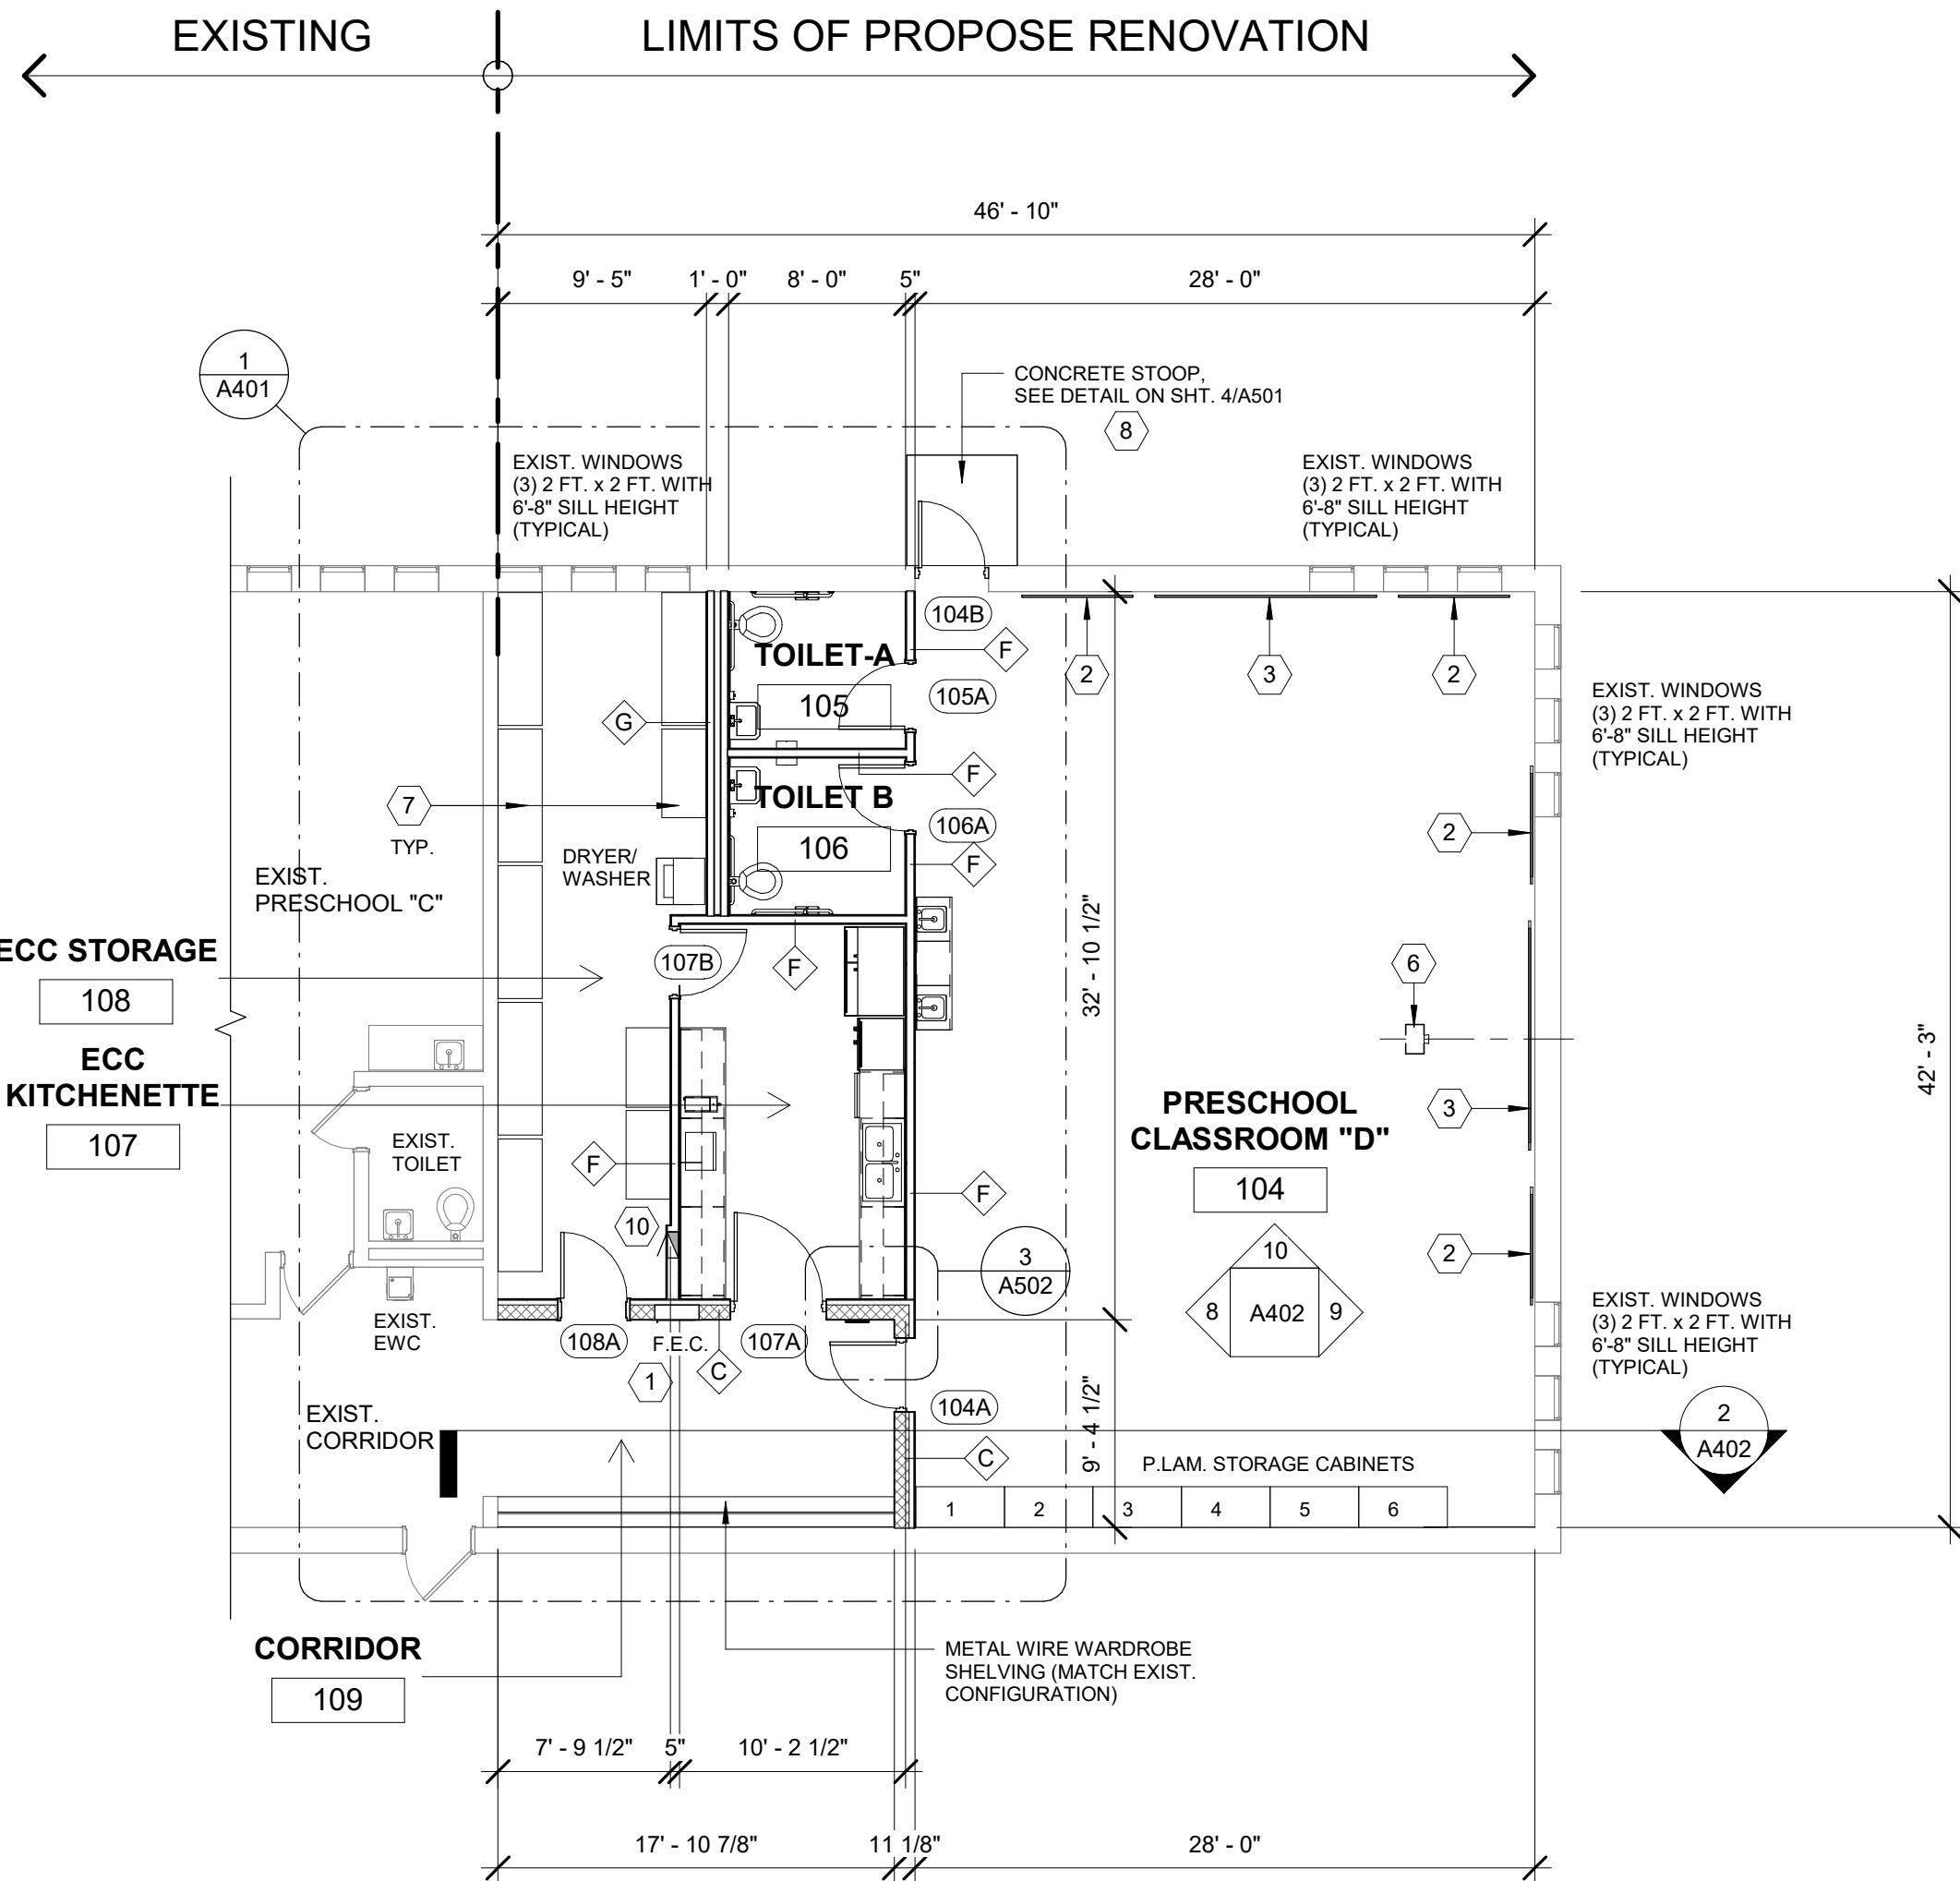 EXISTING
LIMITS OF PROPOSE RENOVATION
46' - 10"
9' - 5"
1' - 0"
8' - 0"
5"
28' - 0"
1
A401
CONCRETE STOOP,
SEE DETAIL ON SHT. 4/A501
8
EXIST. WINDOWS
(3) 2 FT. x 2 FT. WITH
6'-8" SILL HEIGHT
(TYPICAL)
EXIST. WINDOWS
(3) 2 FT. x 2 FT. WITH
6'-8" SILL HEIGHT
(TYPICAL)
104B
F
TOILET-A
105
105A
2
3
2
G
EXIST. WINDOWS
(3) 2 FT. x 2 FT. WITH
6'-8" SILL HEIGHT
(TYPICAL)
F
TOILET B
106
106A
F
7
TYP.
2
DRYER/
WASHER
EXIST.
PRESCHOOL "C"
ECC STORAGE
108
107B
F
32' - 10 1/2"
6
42' - 3"
ECC
KITCHENETTE
107
EXIST.
TOILET
F
F
PRESCHOOL
CLASSROOM "D"
104
3
10
3
A502
10
8
A402
9
2
EXIST.
EWC
108A
F.E.C.
107A
1
C
EXIST. WINDOWS
(3) 2 FT. x 2 FT. WITH
6'-8" SILL HEIGHT
(TYPICAL)
EXIST.
CORRIDOR
104A
C
9' - 4 1/2"
2
A402
P.LAM. STORAGE CABINETS
1
2
3
4
5
6
CORRIDOR
109
METAL WIRE WARDROBE
SHELVING (MATCH EXIST.
CONFIGURATION)
7' - 9 1/2"
5"
10' - 2 1/2"
17' - 10 7/8"
11 1/8"
28' - 0"